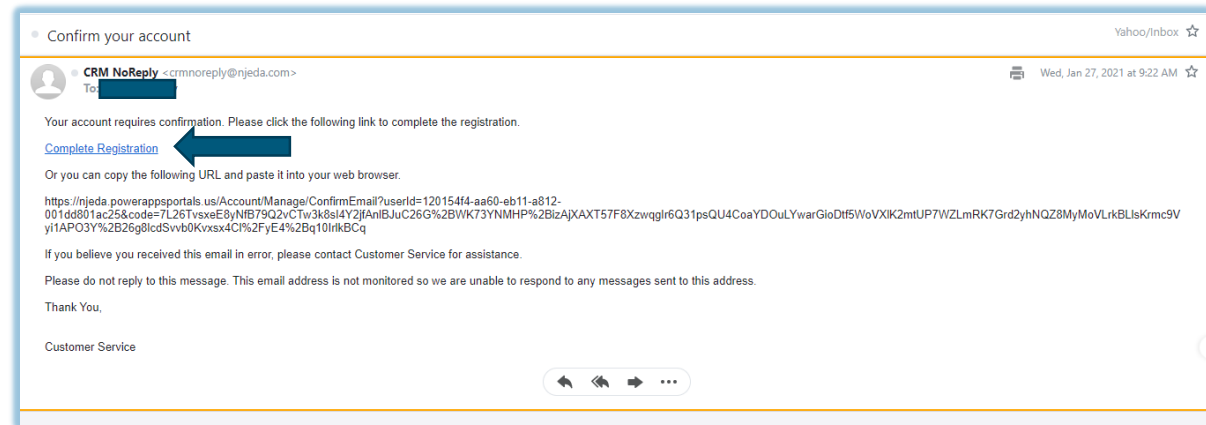 Confirm your account
Yahoo/Inbox
CRM NoReply <crmnoreply@njeda.com>
Wed, Jan 27, 2021 at 9:22 AM
To:
Your account requires confirmation. Please click the following link to complete the registration.
Complete Registration
Or you can copy the following URL and paste it into your web browser.
https://njeda.powerappsportals.us/Account/Manage/ConfirmEmail?userId=120154f4-aa60-eb11-a812-
001dd801ac25&code=7L26TvsxeE8yNfB79Q2vCTw3k8sI4Y2jfAnlBJuC26G%2BWK73YNMHP%2BizAjXAXT57F8Xzwqglr6Q31psQU4CoaYDOuLYwarGioDtf5WoVXlK2mtUP7WZLmRK7Grd2yhNQZ8MyMoVLrkBLlsKrmc9V
yi1APO3Y%2B26g8lcdSvvb0Kvxsx4Cl%2FyE4%2Bq10IrlkBCq
If you believe you received this email in error, please contact Customer Service for assistance.
Please do not reply to this message. This email address is not monitored so we are unable to respond to any messages sent to this address.
Thank You,
Customer Service